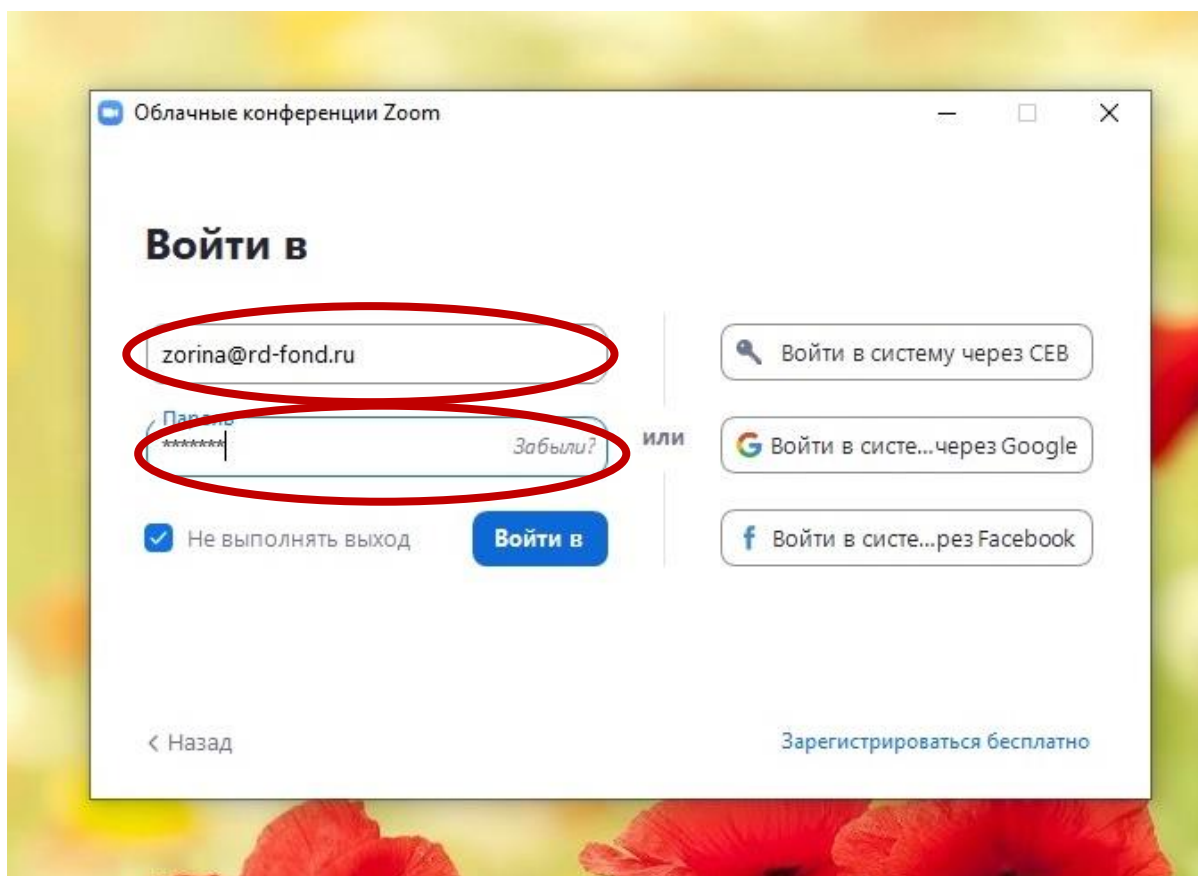 Облачные конференции Zoom
Войти в
zorina@rd-fond.ru
Пароль
*******
Забыли?
Не выполнять выход
Войти в
или
Войти в систему через СЕВ
Войти в систе...через Google
Войти в систе...рез Facebook
Назад
Зарегистрироваться бесплатно